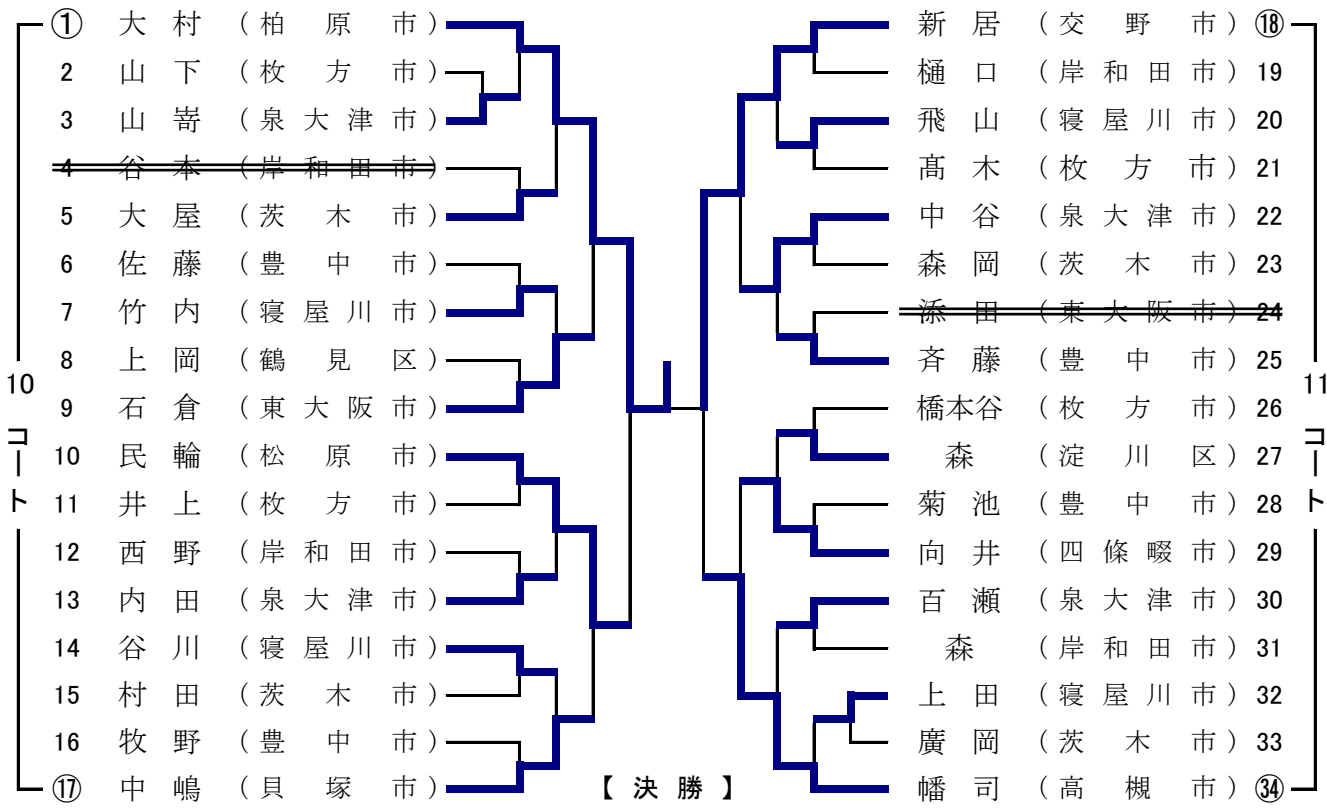 ① 大村 (柏原市)
2 山下 (枚方市)
3 山嵜 (泉大津市)
4 谷本 (岸和田市)
5 大屋 (茨木市)
6 佐藤 (豊中市)
7 竹内 (寝屋川市)
8 上岡 (鶴見区)
9 石倉 (東大阪市)
10 民輪 (松原市)
11 井上 (枚方市)
12 西野 (岸和田市)
13 内田 (泉大津市)
14 谷川 (寝屋川市)
15 村田 (茨木市)
16 牧野 (豊中市)
⑰ 中嶋 (貝塚市)
10コート
【決勝】
新居 (交野市) ⑱
樋口 (岸和田市) 19
飛山 (寝屋川市) 20
髙木 (枚方市) 21
中谷 (泉大津市) 22
森岡 (茨木市) 23
添田 (東大阪市) 24
斉藤 (豊中市) 25
橋本谷 (枚方市) 26
森 (淀川区) 27
菊池 (豊中市) 28
向井 (四條畷市) 29
百瀬 (泉大津市) 30
森 (岸和田市) 31
上田 (寝屋川市) 32
廣岡 (茨木市) 33
幡司 (高槻市) ㉞
11コート